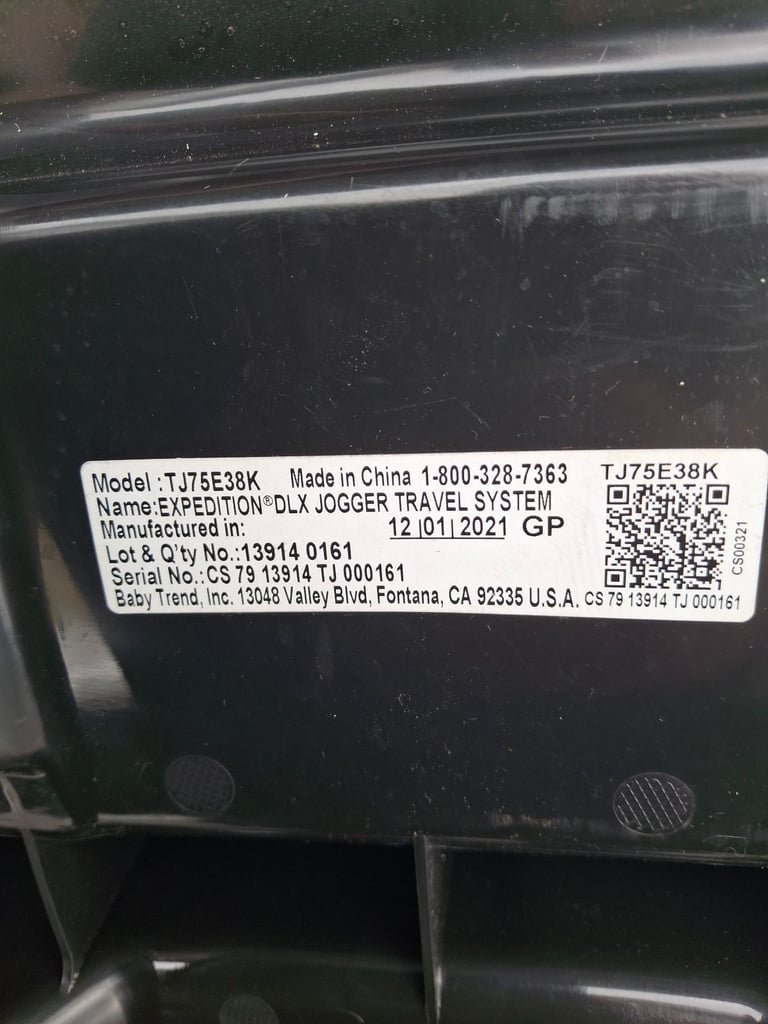 Model :TJ75E38K Made in China 1-800-328-7363 TJ75E38K
Name:EXPEDITION®DLX JOGGER TRAVEL SYSTEM
Manufactured in: 12|01|2021 GP
Lot & Q'ty No.:13914 0161
Serial No.:CS 79 13914 TJ 000161
Baby Trend, Inc. 13048 Valley Blvd, Fontana, CA 92335 U.S.A. CS 79 13914 TJ 000161
CS00321